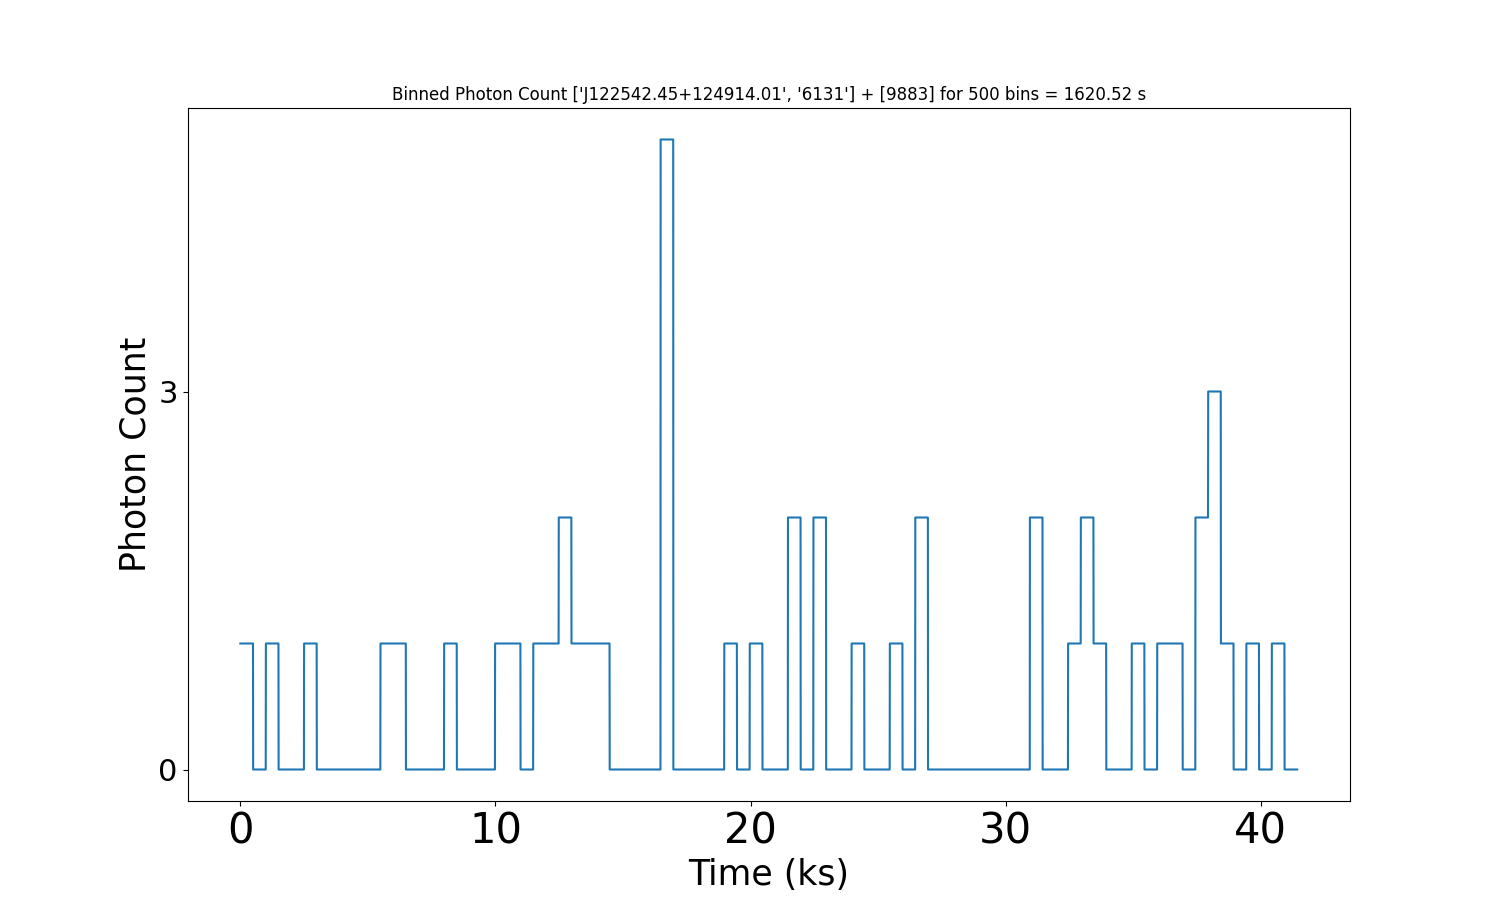 Binned Photon Count ['J122542.45+124914.01', '6131'] + [9883] for 500 bins = 1620.52 s
Photon Count
3
0
0 10 20 30 40
Time (ks)